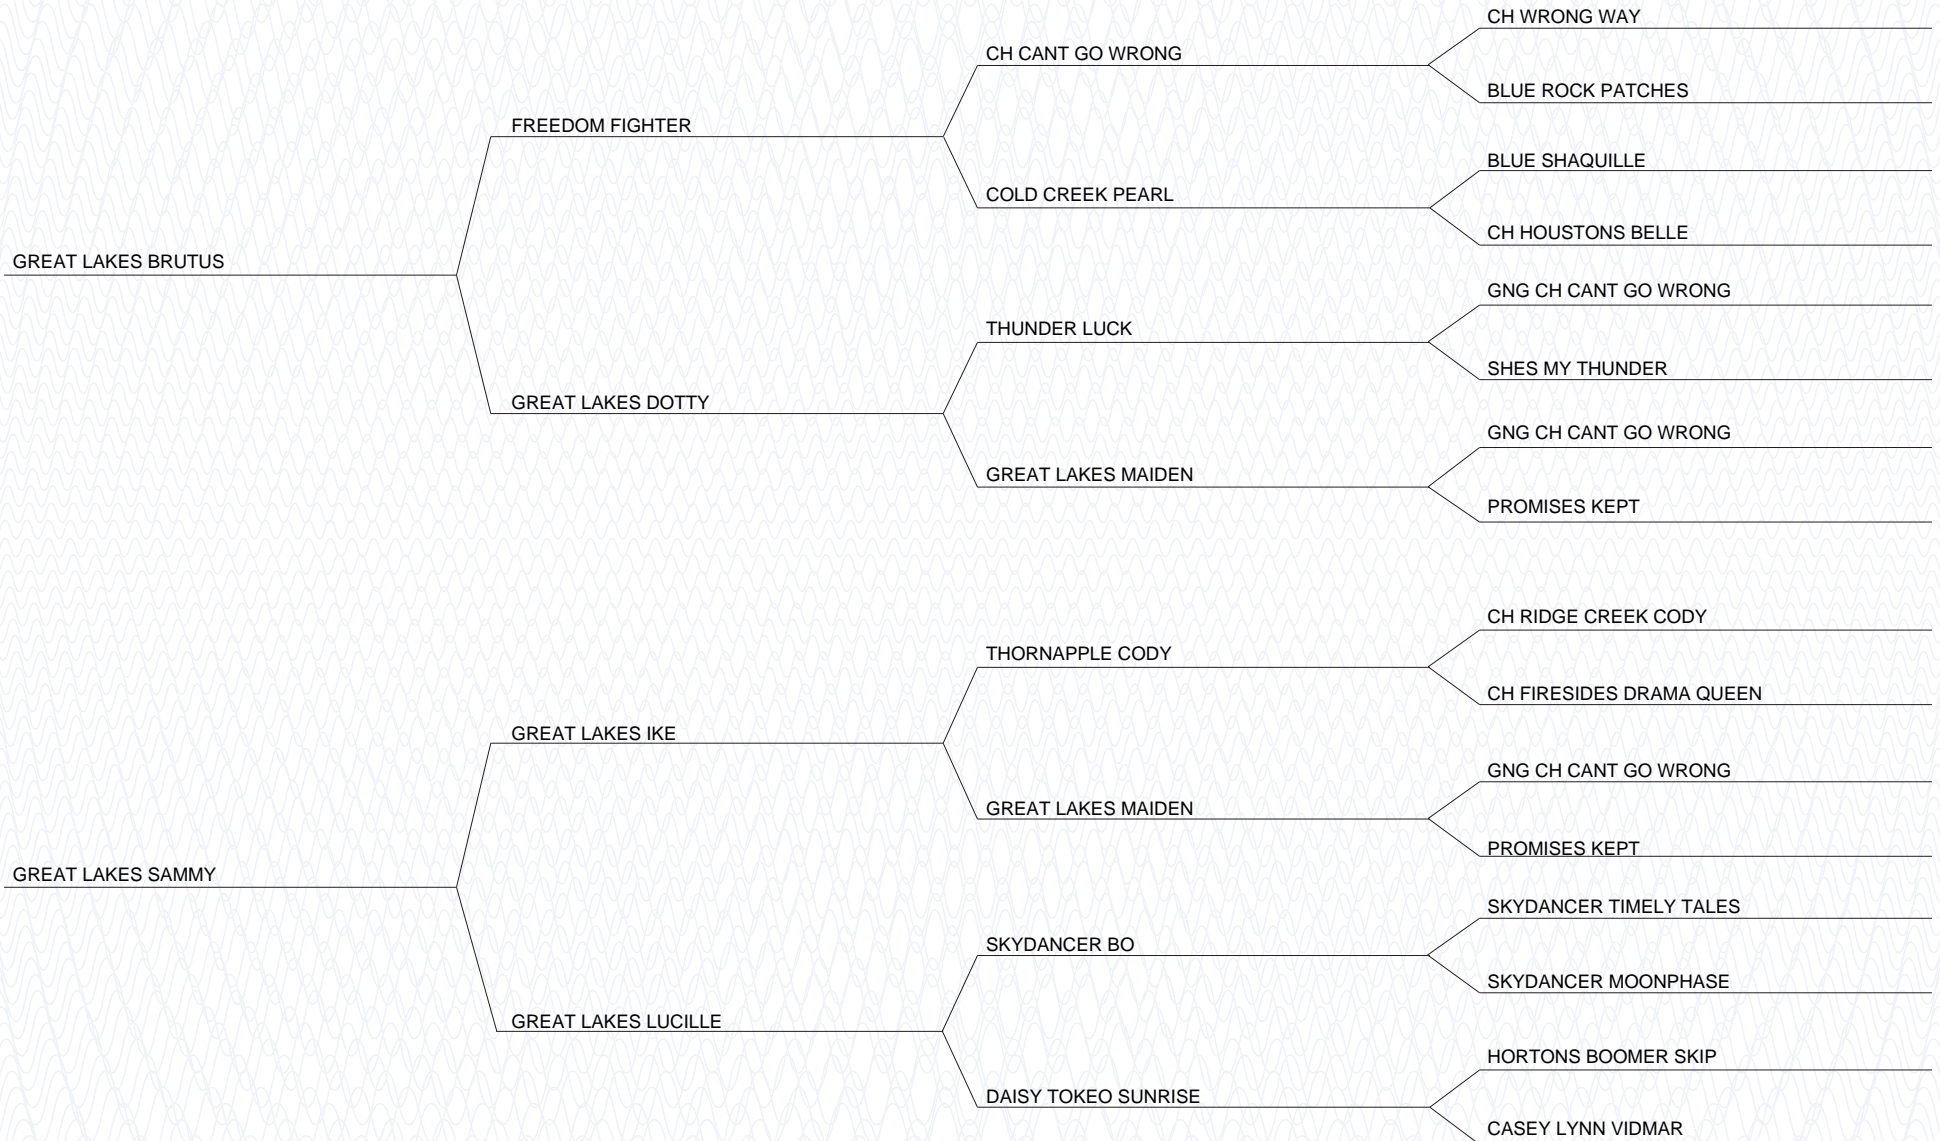 CH WRONG WAY
CH CANT GO WRONG
BLUE ROCK PATCHES
FREEDOM FIGHTER
BLUE SHAQUILLE
COLD CREEK PEARL
CH HOUSTONS BELLE
GREAT LAKES BRUTUS
GNG CH CANT GO WRONG
THUNDER LUCK
SHES MY THUNDER
GREAT LAKES DOTTY
GNG CH CANT GO WRONG
GREAT LAKES MAIDEN
PROMISES KEPT
CH RIDGE CREEK CODY
THORNAPPLE CODY
CH FIRESIDES DRAMA QUEEN
GREAT LAKES IKE
GNG CH CANT GO WRONG
GREAT LAKES MAIDEN
PROMISES KEPT
GREAT LAKES SAMMY
SKYDANCER TIMELY TALES
SKYDANCER BO
SKYDANCER MOONPHASE
GREAT LAKES LUCILLE
HORTONS BOOMER SKIP
DAISY TOKEO SUNRISE
CASEY LYNN VIDMAR